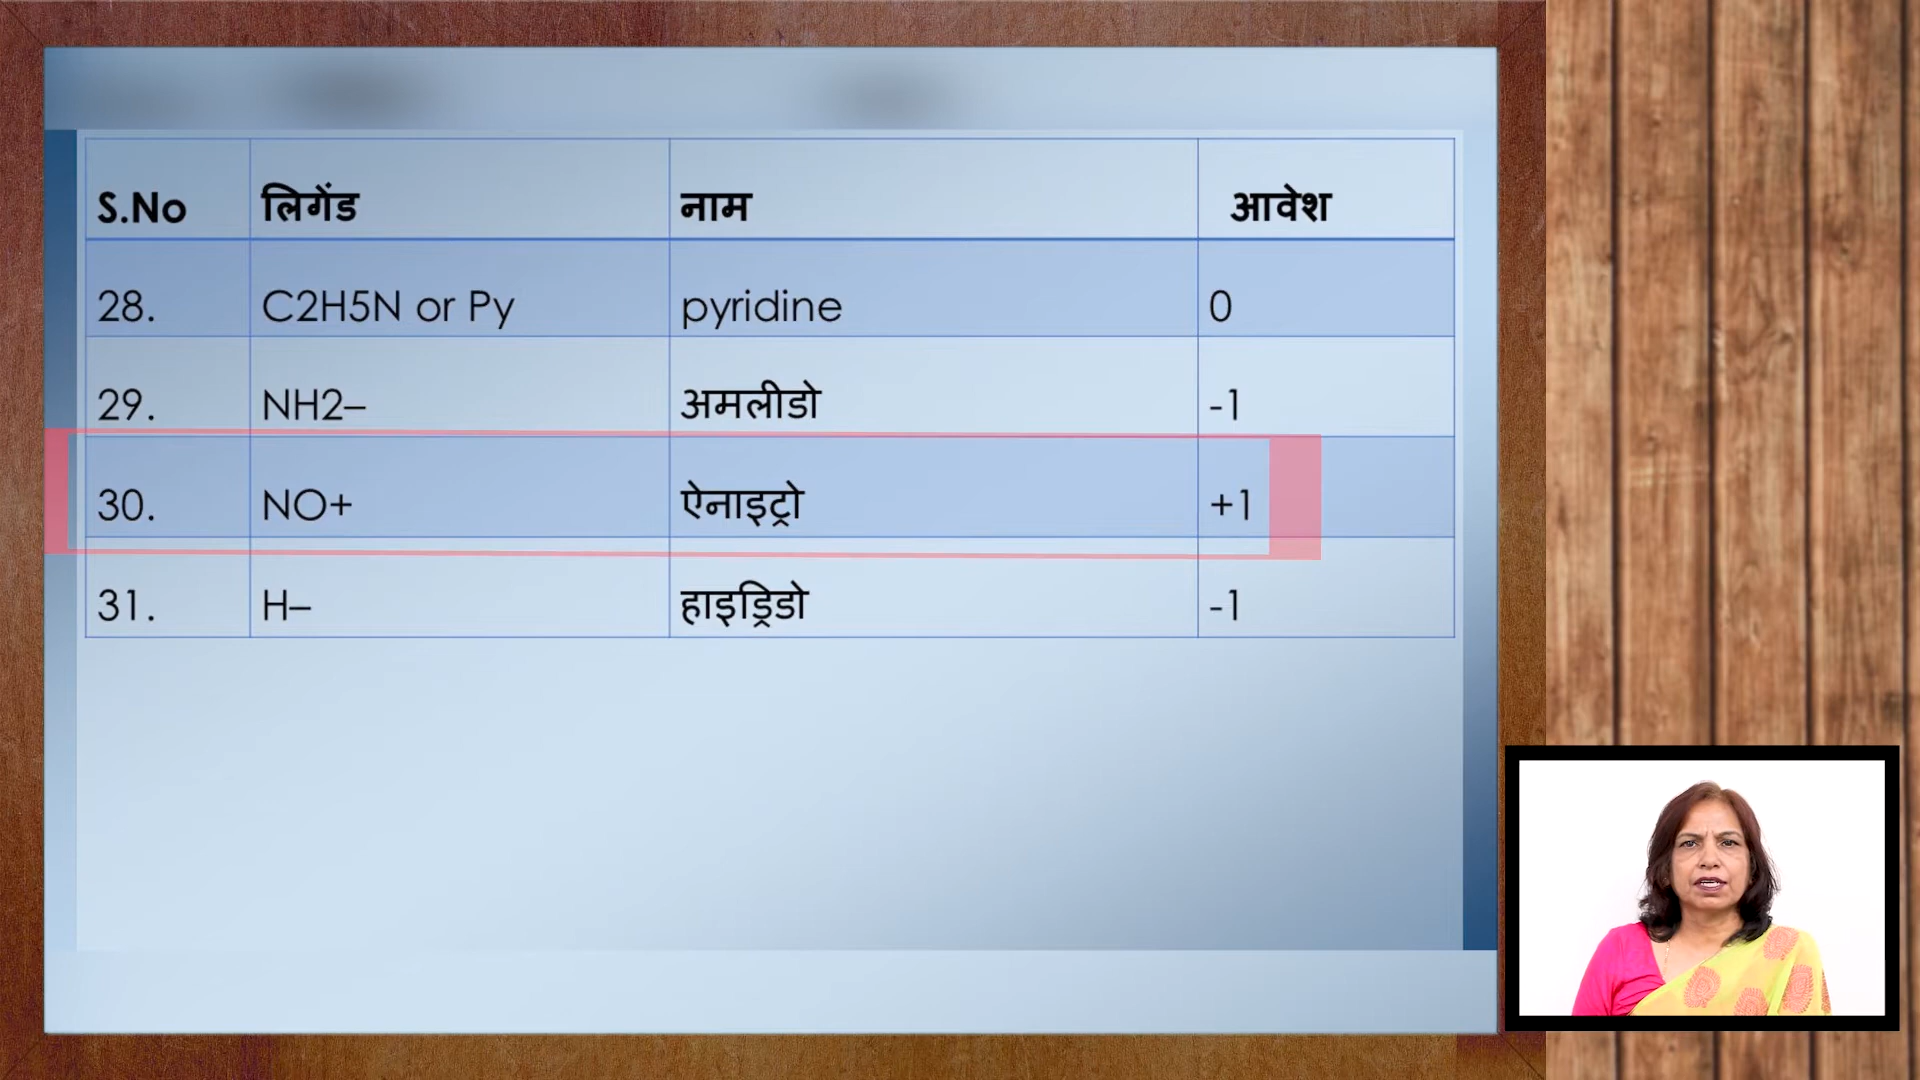 S.No लिगेंड नाम आवेश
28. C2H5N or Py pyridine 0
29. NH2– अमलीडो -1
30. NO+ ऐनाइट्रो +1
31. H– हाइड्रिडो -1